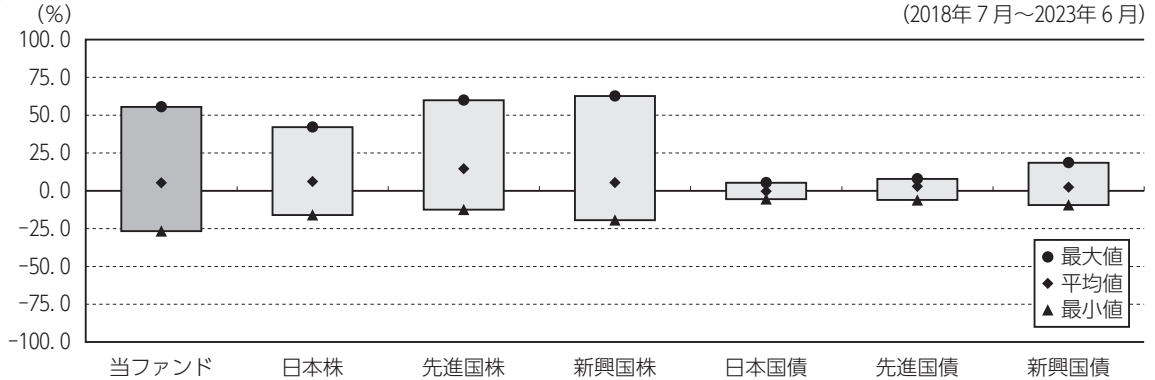 (%)
(2018年7月～2023年6月)
100.0
75.0
50.0
25.0
0.0
-25.0
-50.0
-75.0
-100.0
● 最大値
◆ 平均値
▲ 最小値
当ファンド 日本株 先進国株 新興国株 日本国債 先進国債 新興国債